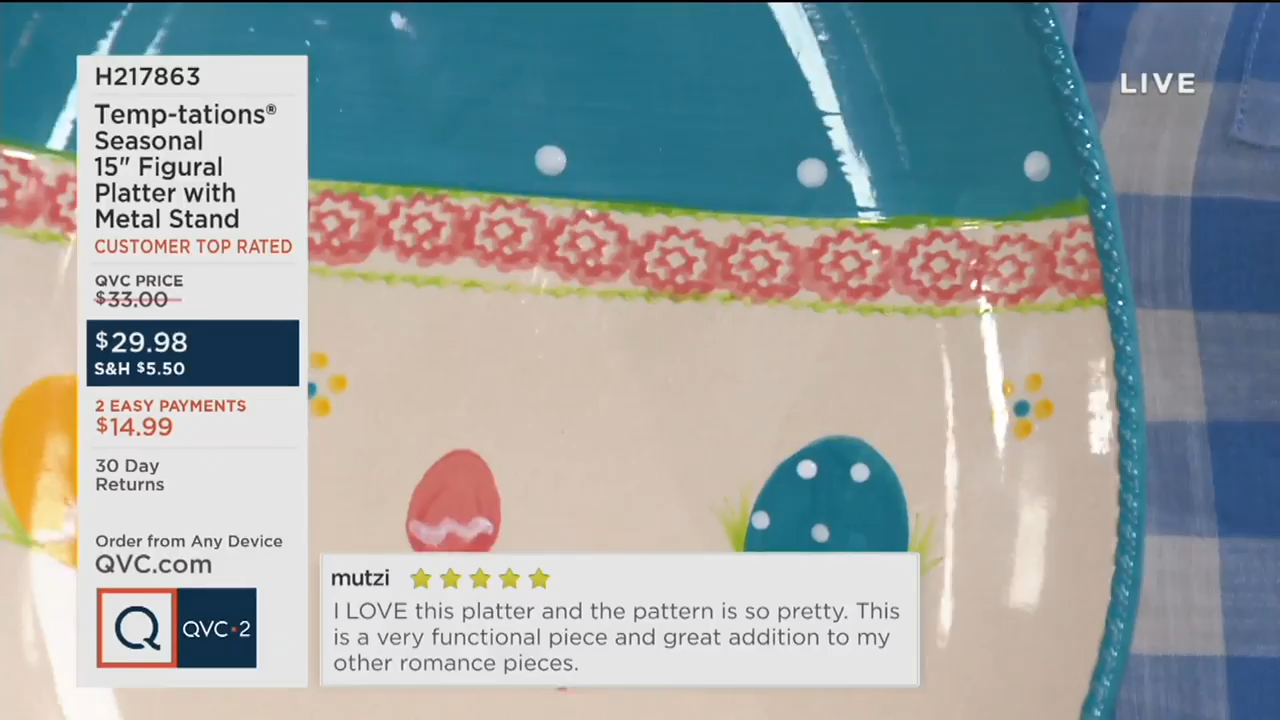 H217863
Temp-tations®
Seasonal
15" Figural
Platter with
Metal Stand
CUSTOMER TOP RATED
QVC PRICE
$33.00
$29.98
S&H $5.50
2 EASY PAYMENTS
$14.99
30 Day
Returns
Order from Any Device
QVC.com
Q QVC•2
LIVE
mutzi
I LOVE this platter and the pattern is so pretty. This
is a very functional piece and great addition to my
other romance pieces.